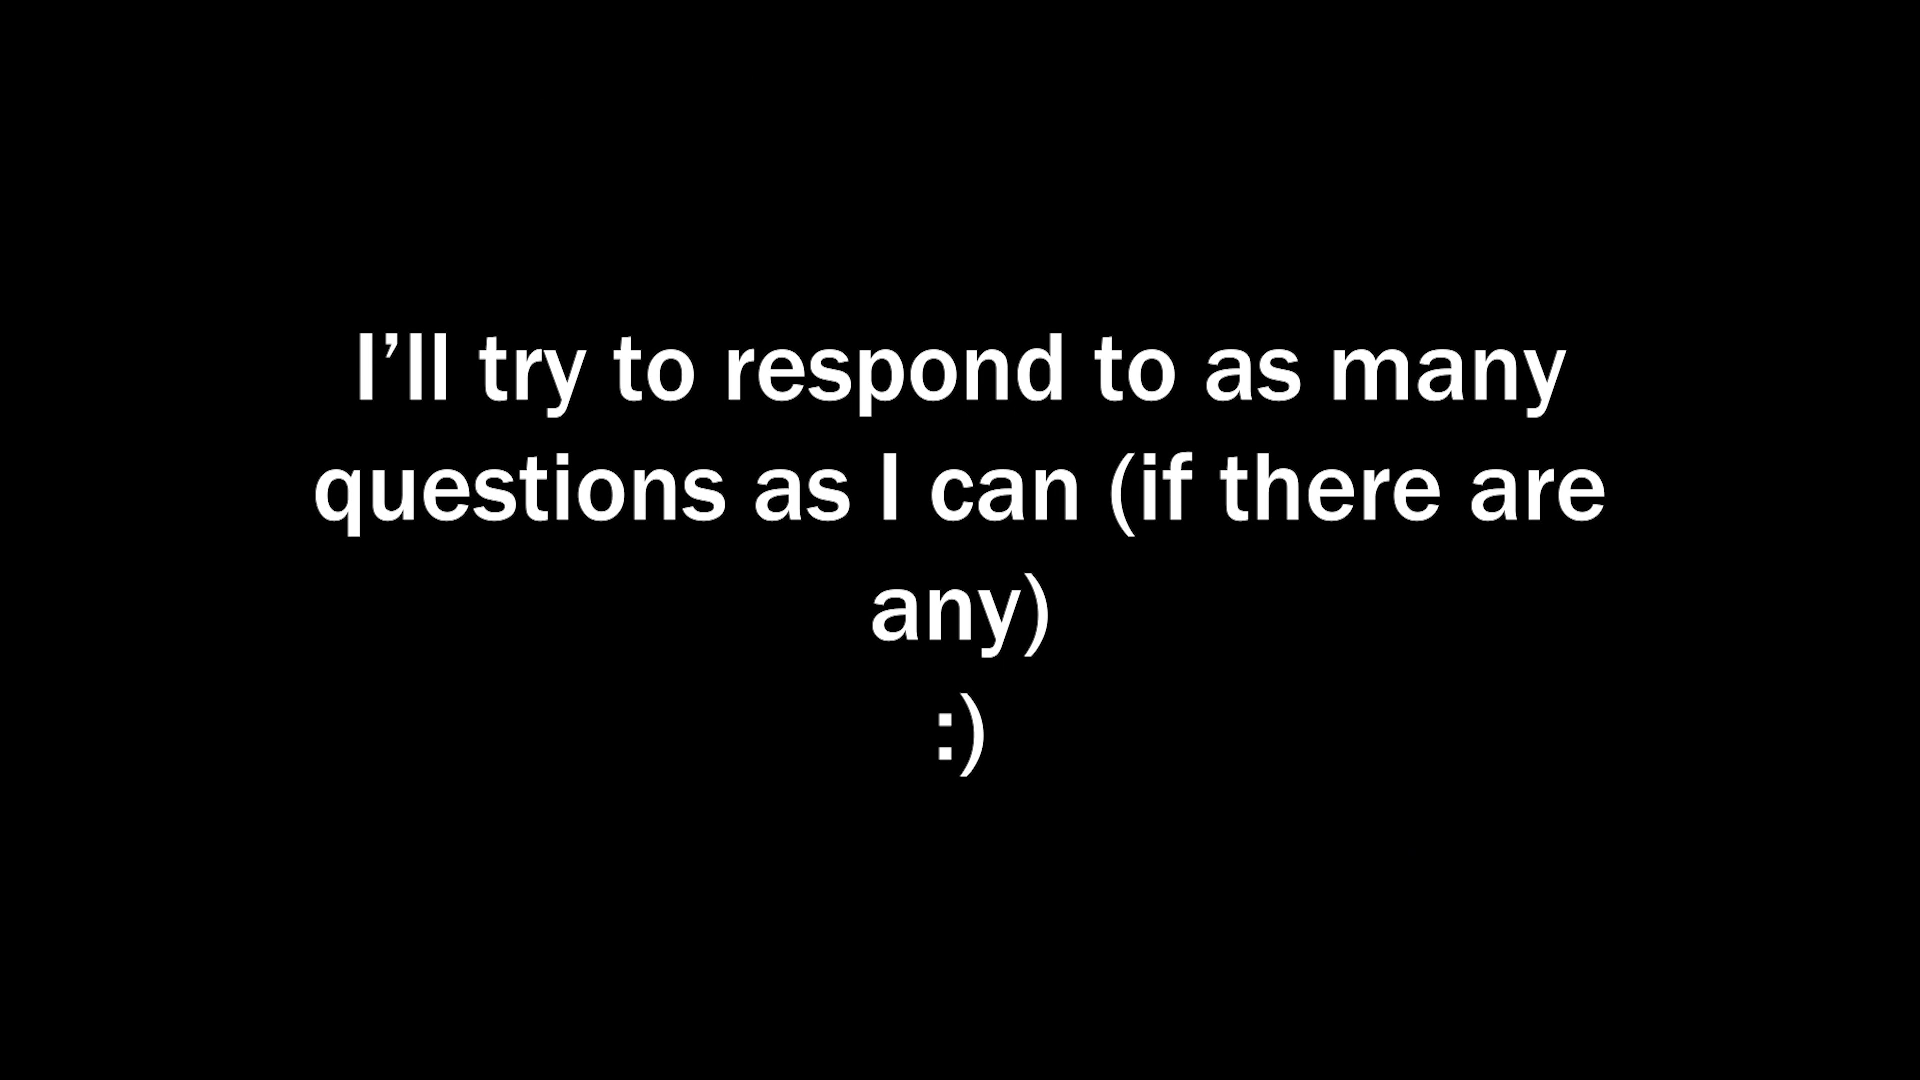 I’ll try to respond to as many
questions as I can (if there are
any)
:)